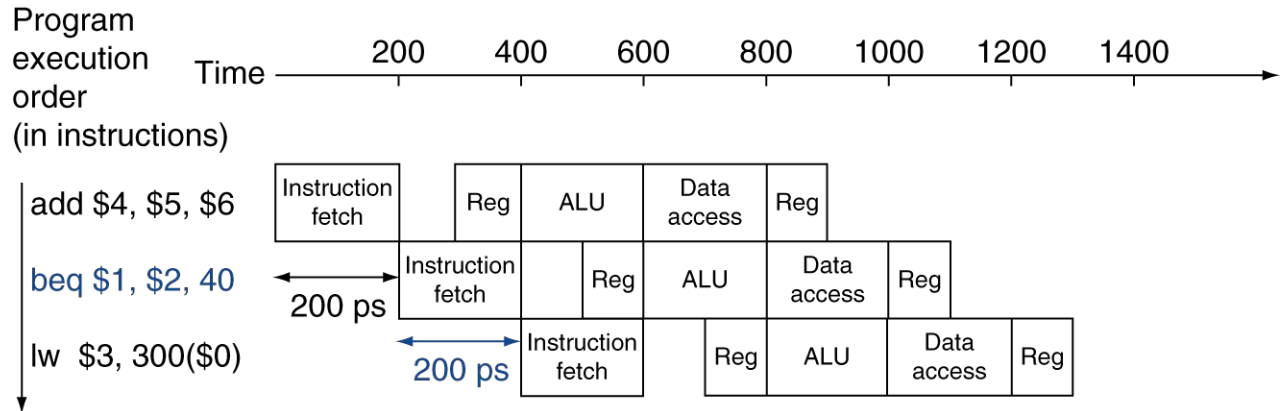 Program
execution
order
(in instructions)
Time
200 400 600 800 1000 1200 1400
add $4, $5, $6
Instruction
fetch
Reg
ALU
Data
access
Reg
beq $1, $2, 40
200 ps
Instruction
fetch
Reg
ALU
Data
access
Reg
lw $3, 300($0)
200 ps
Instruction
fetch
Reg
ALU
Data
access
Reg